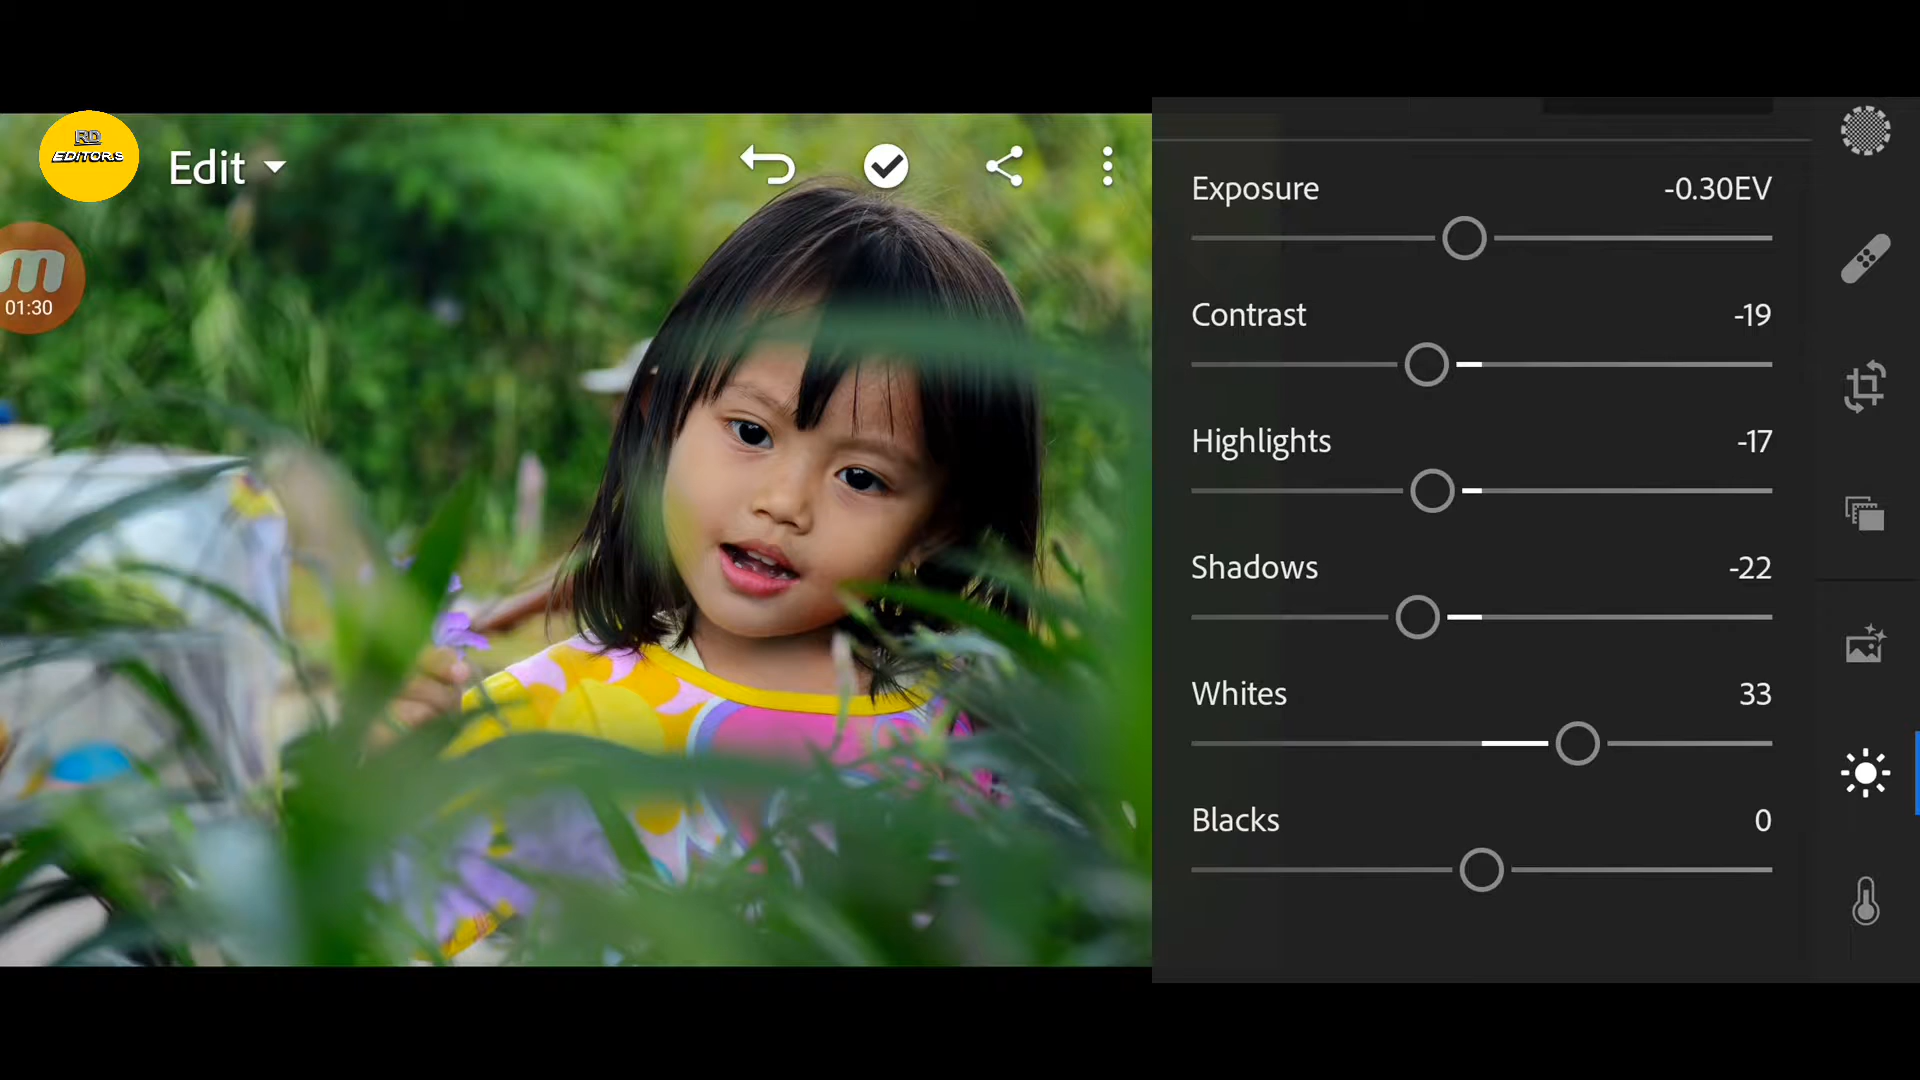 RD
EDITORS
Edit
01:30
Exposure -0.30EV
Contrast -19
Highlights -17
Shadows -22
Whites 33
Blacks 0